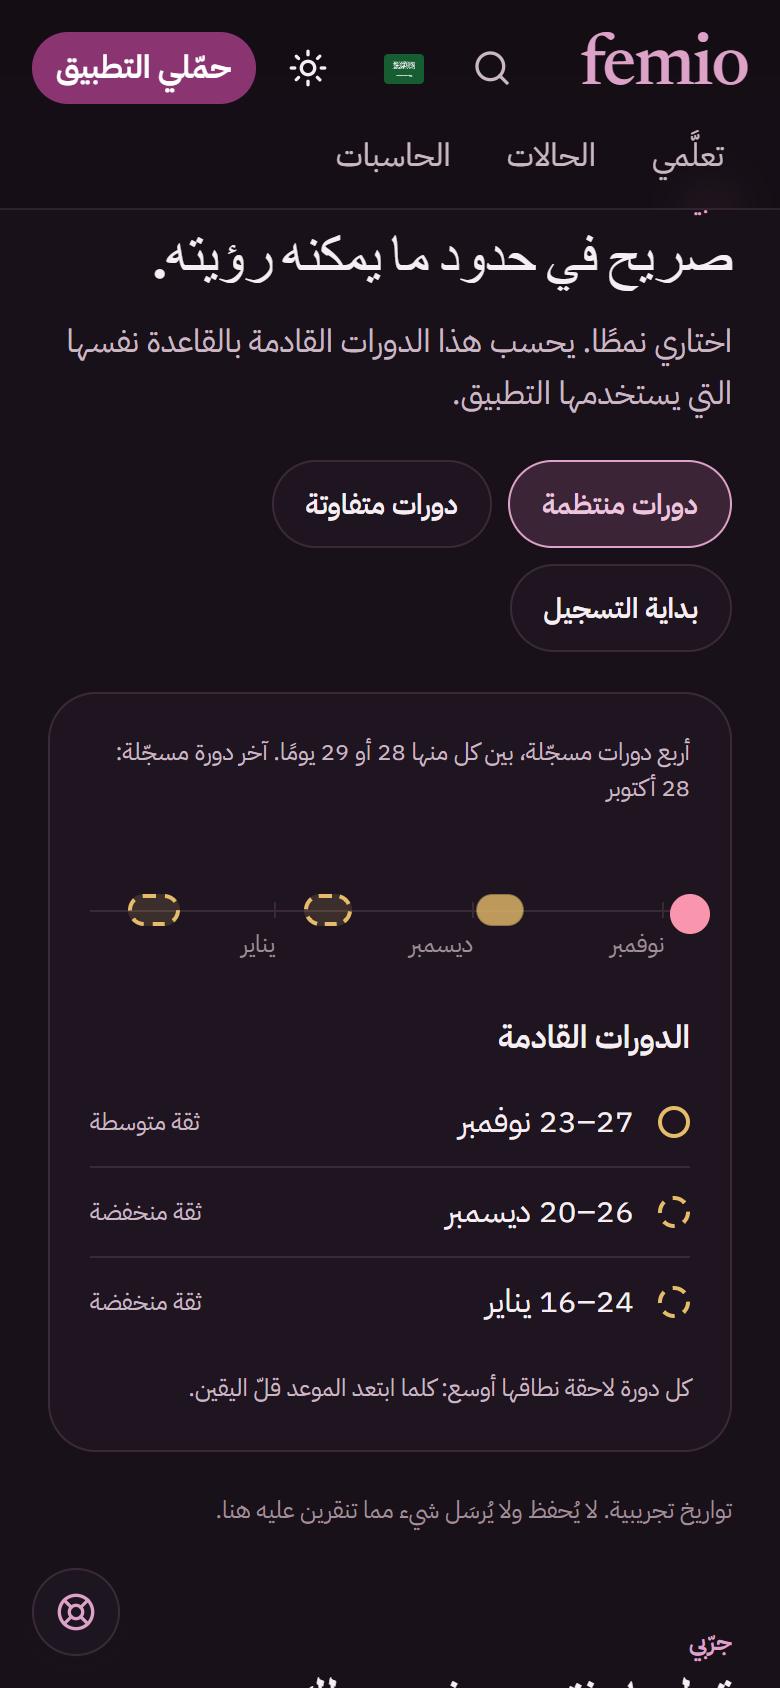 femio
حمّلي التطبيق
تعلَّمي
الحالات
الحاسبات
صريح في حدود ما يمكنه رؤيته.
اختاري نمطًا. يحسب هذا الدورات القادمة بالقاعدة نفسها
التي يستخدمها التطبيق.
دورات منتظمة
دورات متفاوتة
بداية التسجيل
أربع دورات مسجّلة، بين كل منها 28 أو 29 يومًا. آخر دورة مسجّلة:
28 أكتوبر
نوفمبر
ديسمبر
يناير
الدورات القادمة
23–27 نوفمبر
ثقة متوسطة
20–26 ديسمبر
ثقة منخفضة
16–24 يناير
ثقة منخفضة
كل دورة لاحقة نطاقها أوسع: كلما ابتعد الموعد قلّ اليقين.
تواريخ تجريبية. لا يُحفظ ولا يُرسَل شيء مما تنقرين عليه هنا.
جرّبي